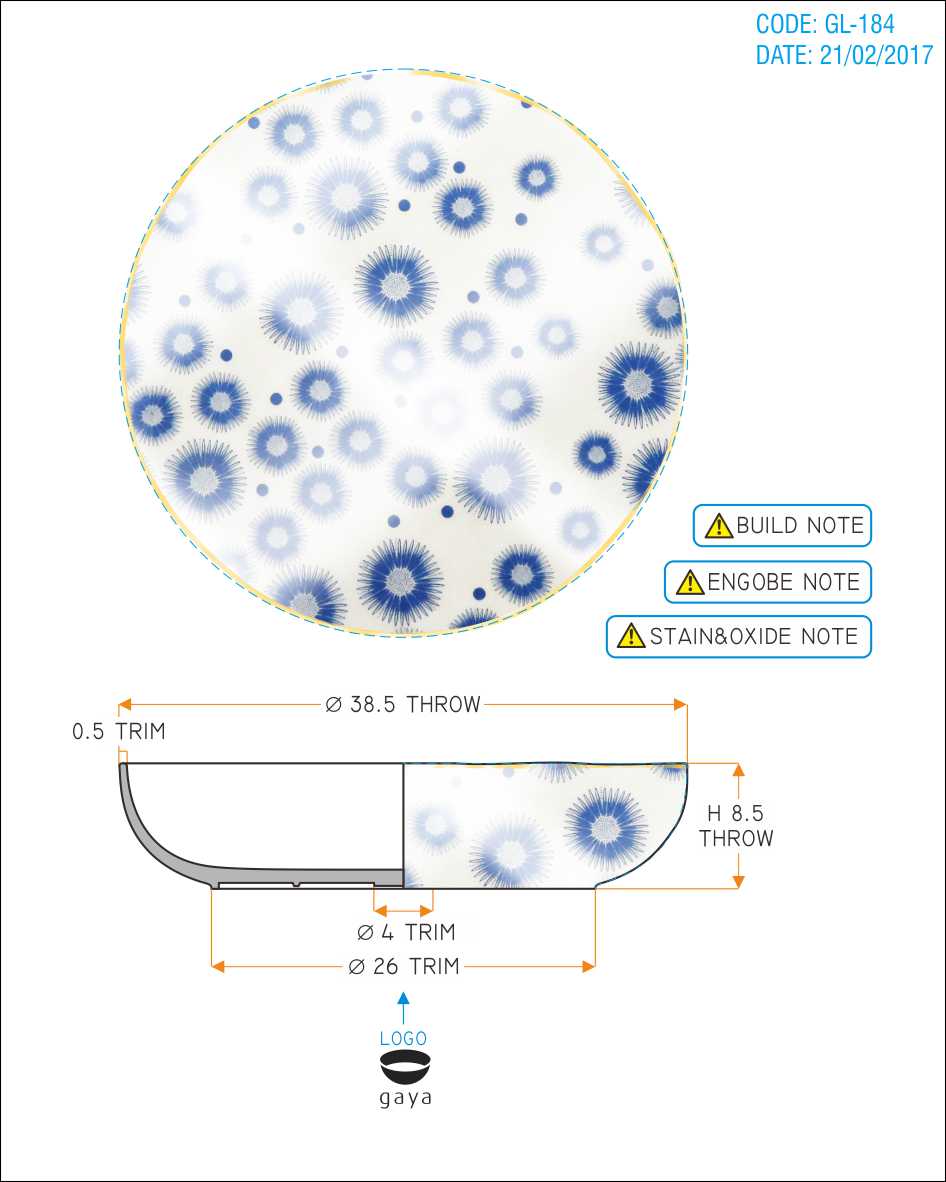 CODE: GL-184
DATE: 21/02/2017
BUILD NOTE
ENGOBE NOTE
STAIN&OXIDE NOTE
Ø 38.5 THROW
0.5 TRIM
H 8.5
THROW
Ø 4 TRIM
Ø 26 TRIM
LOGO
gaya